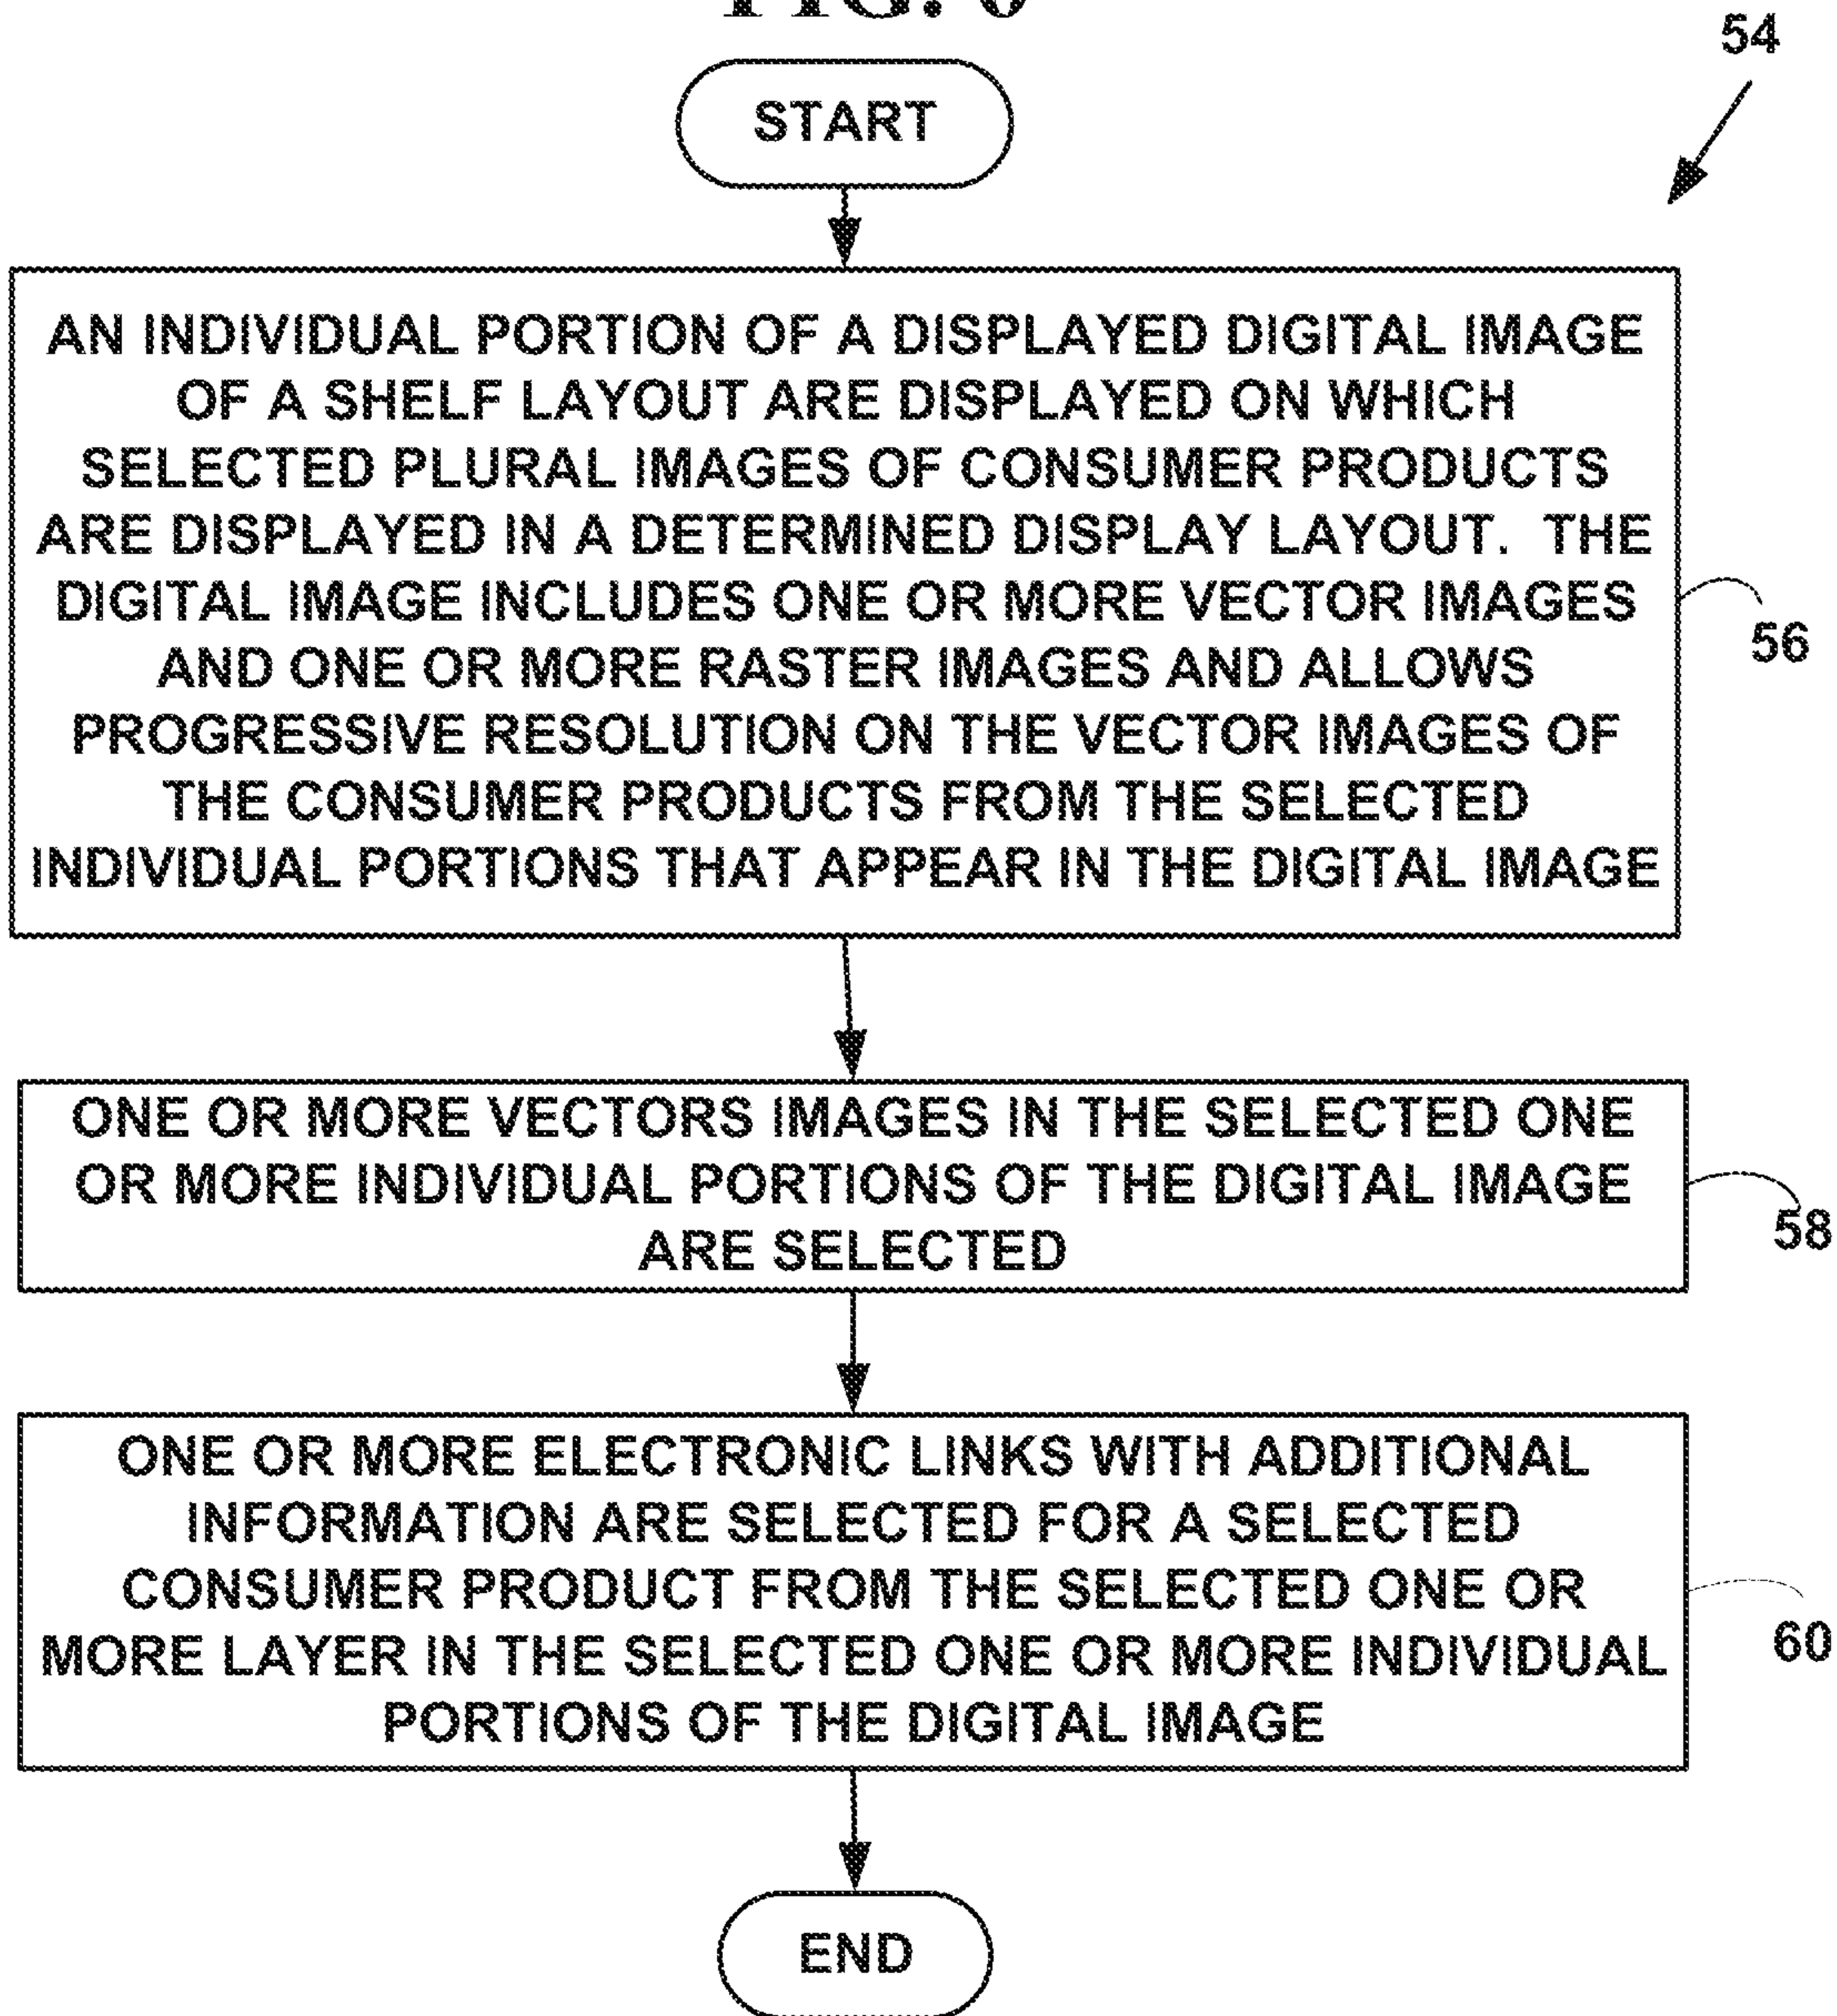 54
START
AN INDIVIDUAL PORTION OF A DISPLAYED DIGITAL IMAGE
OF A SHELF LAYOUT ARE DISPLAYED ON WHICH
SELECTED PLURAL IMAGES OF CONSUMER PRODUCTS
ARE DISPLAYED IN A DETERMINED DISPLAY LAYOUT. THE
DIGITAL IMAGE INCLUDES ONE OR MORE VECTOR IMAGES
AND ONE OR MORE RASTER IMAGES AND ALLOWS
PROGRESSIVE RESOLUTION ON THE VECTOR IMAGES OF
THE CONSUMER PRODUCTS FROM THE SELECTED
INDIVIDUAL PORTIONS THAT APPEAR IN THE DIGITAL IMAGE
56
ONE OR MORE VECTORS IMAGES IN THE SELECTED ONE
OR MORE INDIVIDUAL PORTIONS OF THE DIGITAL IMAGE
ARE SELECTED
58
ONE OR MORE ELECTRONIC LINKS WITH ADDITIONAL
INFORMATION ARE SELECTED FOR A SELECTED
CONSUMER PRODUCT FROM THE SELECTED ONE OR
MORE LAYER IN THE SELECTED ONE OR MORE INDIVIDUAL
PORTIONS OF THE DIGITAL IMAGE
60
END